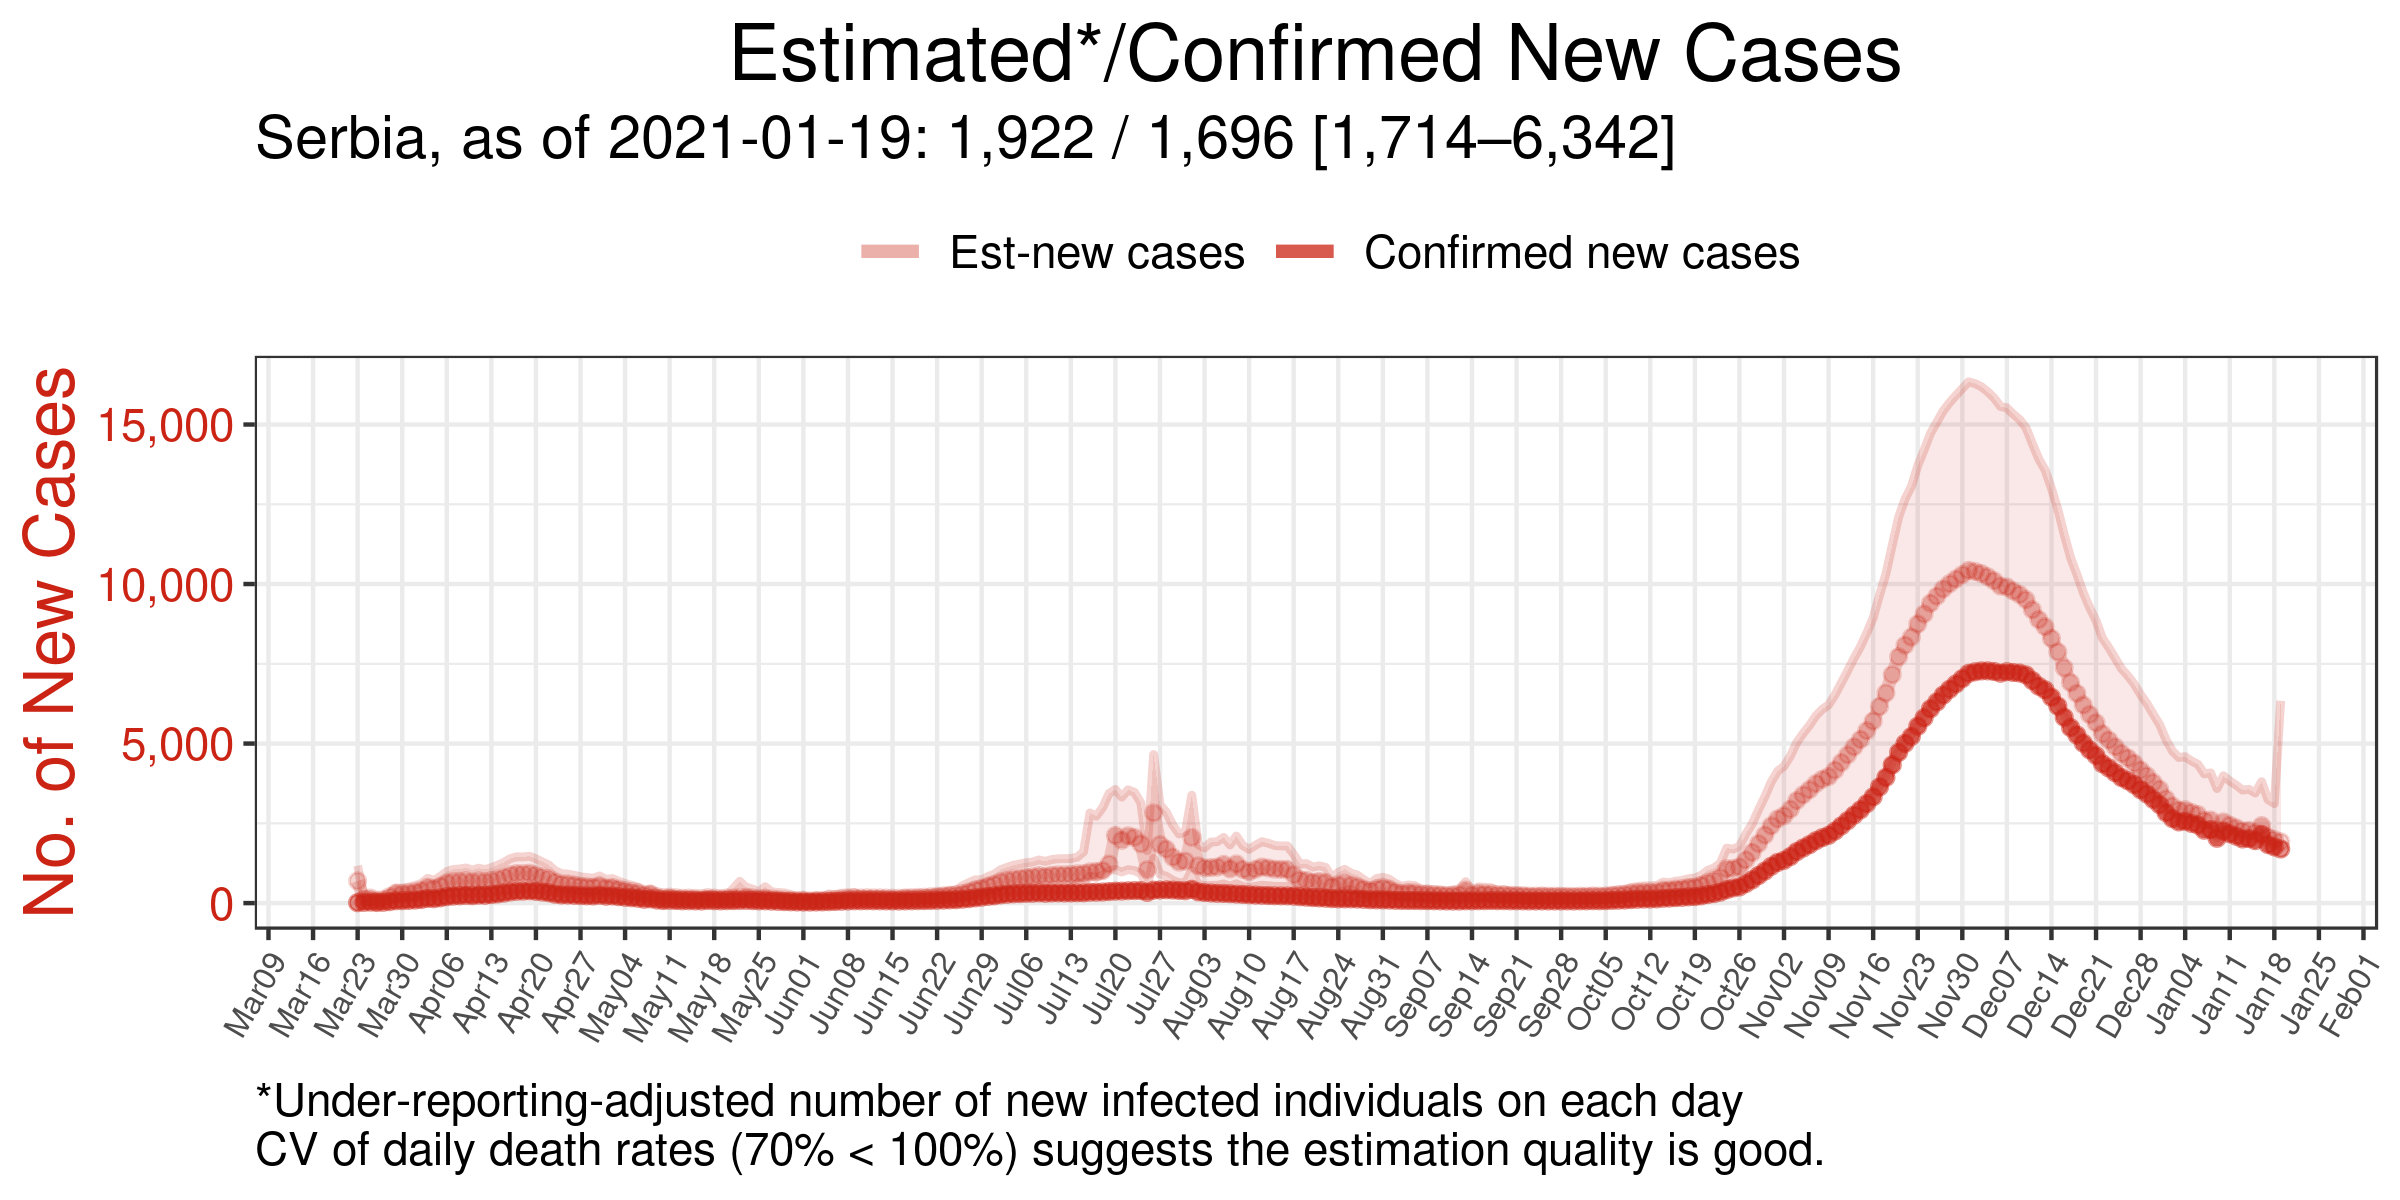 Estimated*/Confirmed New Cases
Serbia, as of 2021-01-19: 1,922 / 1,696 [1,714–6,342]
Est-new cases Confirmed new cases
No. of New Cases
15,000
10,000
5,000
0
Mar09 Mar16 Mar23 Mar30 Apr06 Apr13 Apr20 Apr27 May04 May11 May18 May25 Jun01 Jun08 Jun15 Jun22 Jun29 Jul06 Jul13 Jul20 Jul27 Aug03 Aug10 Aug17 Aug24 Aug31 Sep07 Sep14 Sep21 Sep28 Oct05 Oct12 Oct19 Oct26 Nov02 Nov09 Nov16 Nov23 Nov30 Dec07 Dec14 Dec21 Dec28 Jan04 Jan11 Jan18 Jan25 Feb01
*Under-reporting-adjusted number of new infected individuals on each day
CV of daily death rates (70% < 100%) suggests the estimation quality is good.